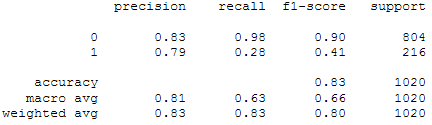 precision recall f1-score support
0 0.83 0.98 0.90 804
1 0.79 0.28 0.41 216
accuracy 0.83 1020
macro avg 0.81 0.63 0.66 1020
weighted avg 0.83 0.83 0.80 1020